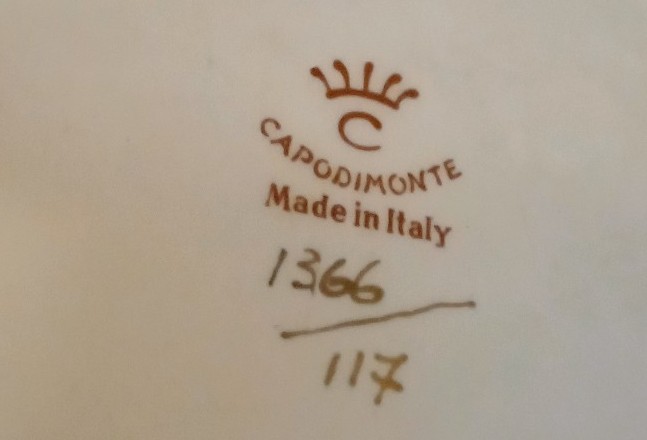 C
CAPODIMONTE
Made in Italy
1366
117